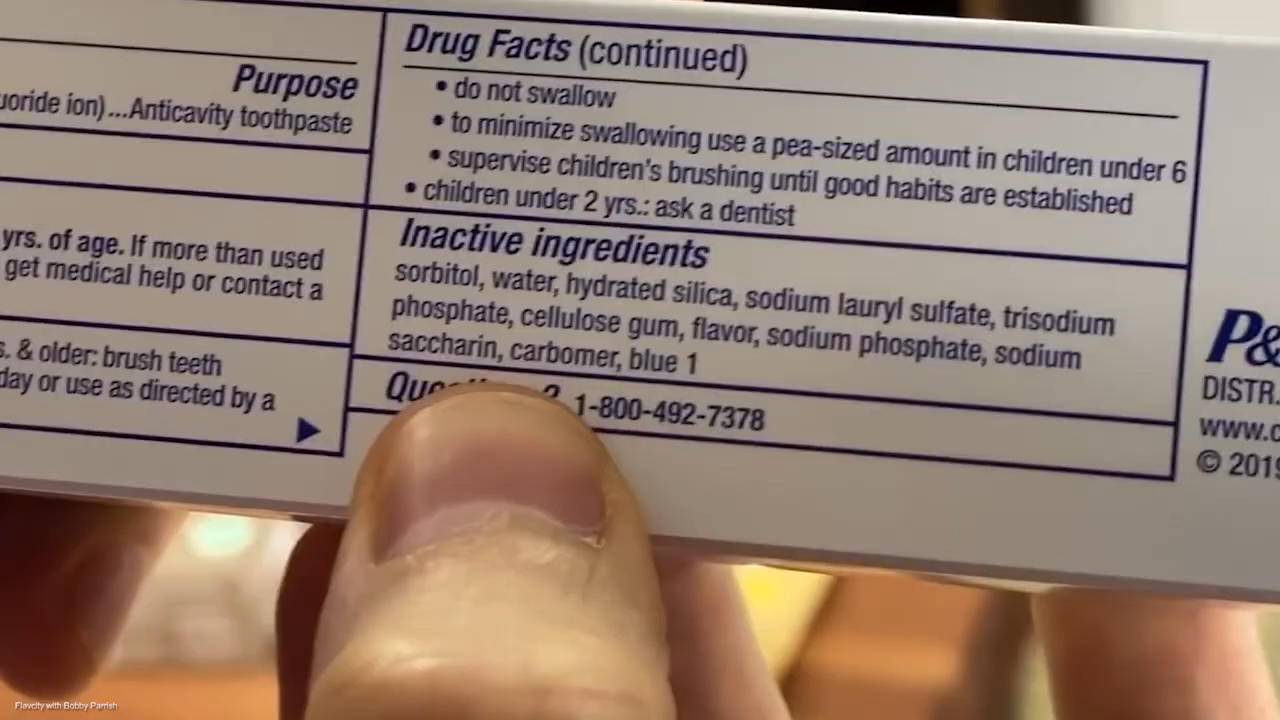 Purpose
ion)...Anticavity toothpaste
yrs. of age. If more than used
get medical help or contact a
& older: brush teeth
day or use as directed by a
Drug Facts (continued)
• do not swallow
• to minimize swallowing use a pea-sized amount in children under 6
• supervise children's brushing until good habits are established
• children under 2 yrs.: ask a dentist
Inactive ingredients
sorbitol, water, hydrated silica, sodium lauryl sulfate, trisodium
phosphate, cellulose gum, flavor, sodium phosphate, sodium
saccharin, carbomer, blue 1
1-800-492-7378
P&
DISTR.
www.c
© 2019
Flavcity with Bobby Parrish